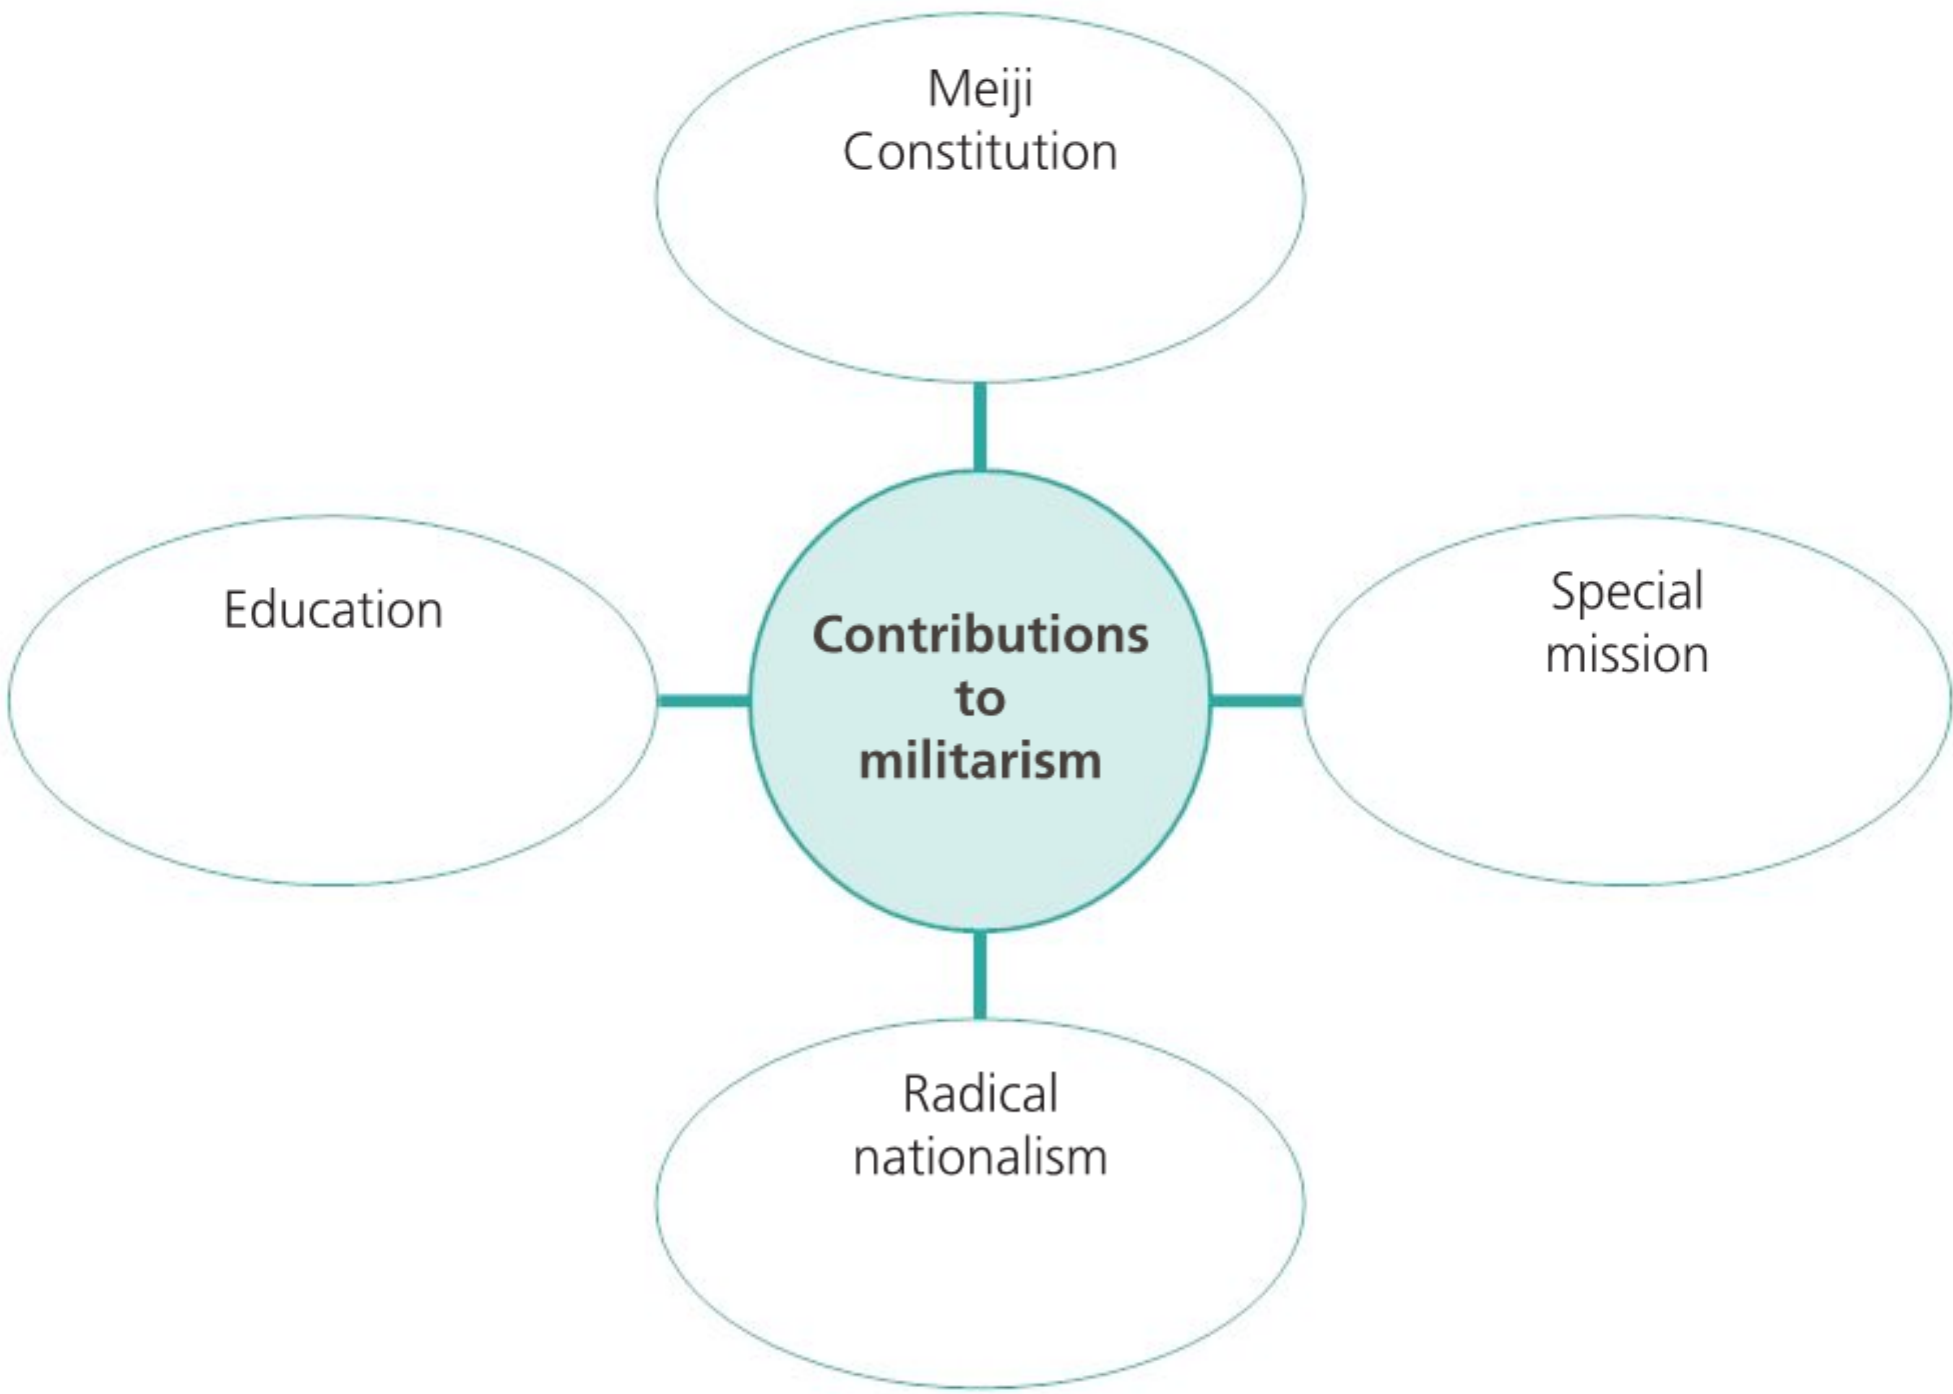 Meiji
Constitution
Education
Contributions
to
militarism
Special
mission
Radical
nationalism